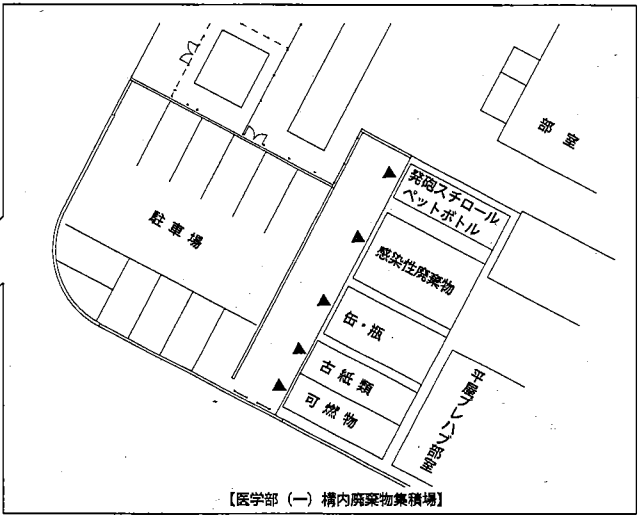 部室
発砲スチロール
ペットボトル
駐車場
感染性廃棄物
缶・瓶
古紙類
可燃物
平屋プレハブ部室
【医学部（一）構内廃棄物集積場】